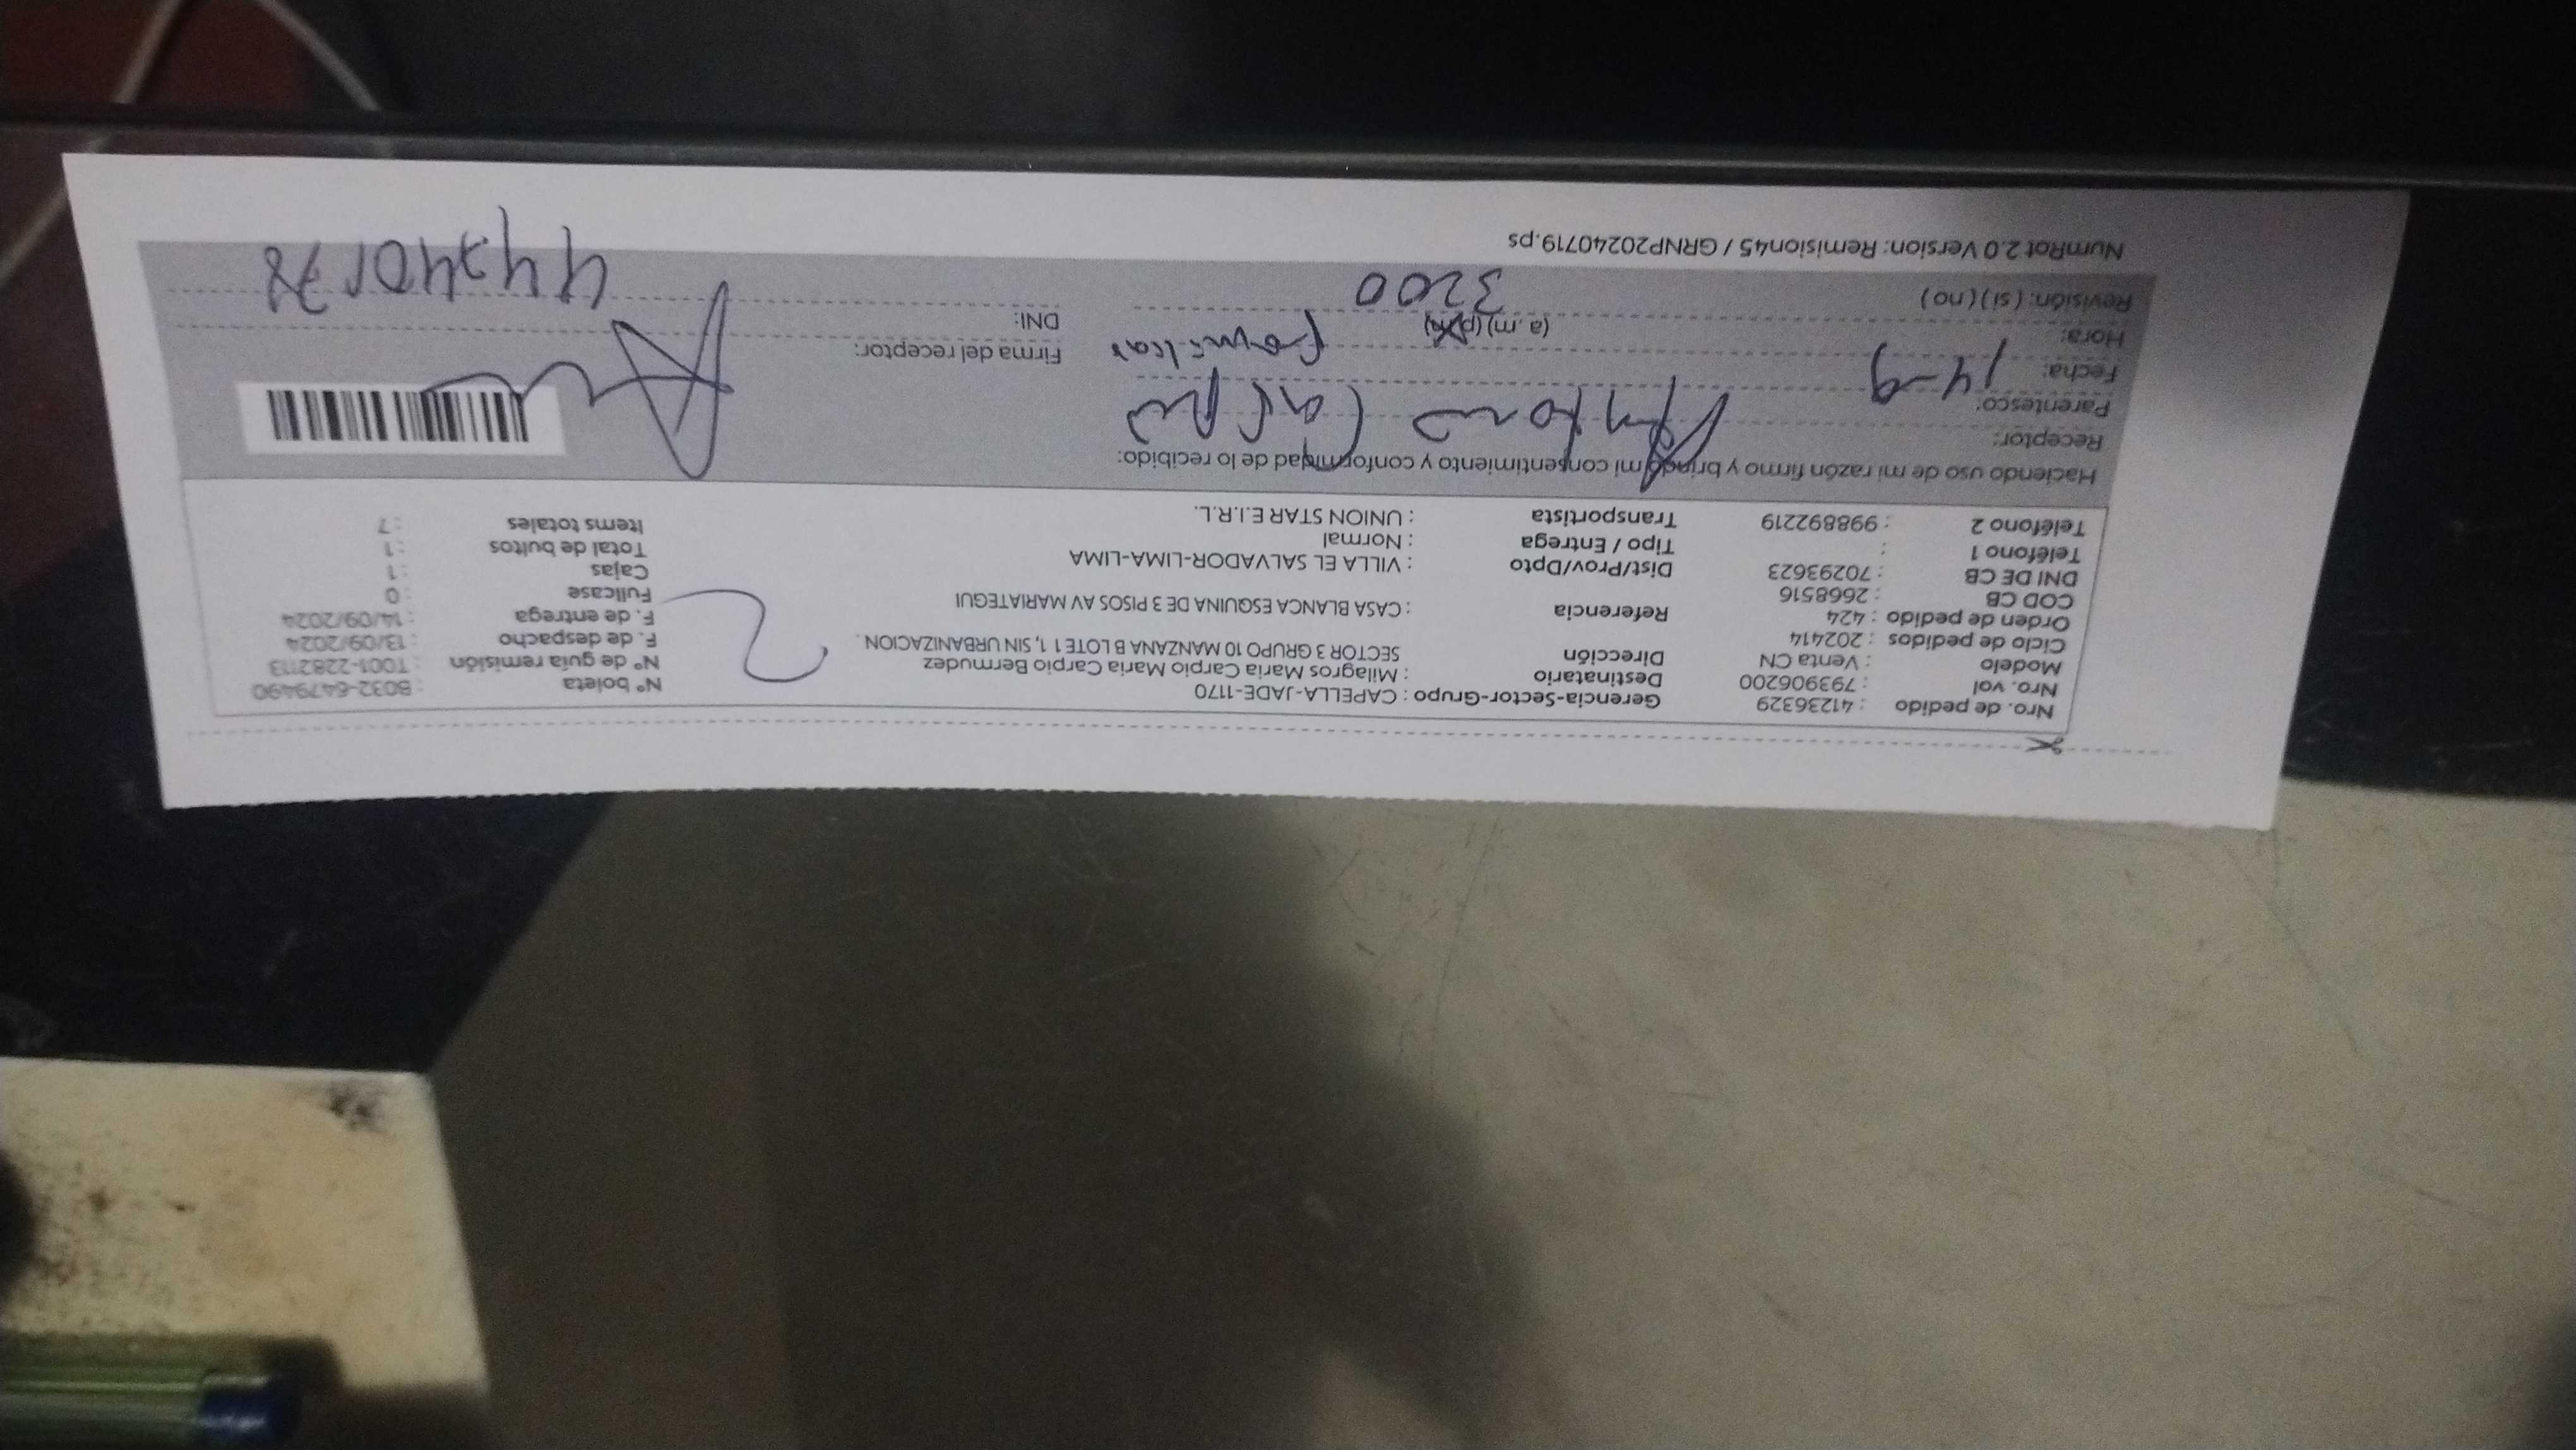 Nro. de pedido : 41236329 Gerencia-Sector-Grupo : CAPELLA-JADE-1170 Nº boleta : B032-6479490
Nro. vol : 793906200 Destinatario : Milagros Maria Carpio Maria Carpio Bermudez Nº de guía remisión : T001-2282113
Modelo : Venta CN Dirección SECTOR 3 GRUPO 10 MANZANA B LOTE 1 1, SIN URBANIZACION . F. de despacho : 13/09/2024
Ciclo de pedidos : 202414 F. de entrega : 14/09/2024
Orden de pedido : 424 Referencia : CASA BLANCA ESQUINA DE 3 PISOS AV MARIATEGUI Fullcase : 0
COD CB : 2668516 Cajas : 1
DNI DE CB : 70293623 Dist/Prov/Dpto : VILLA EL SALVADOR-LIMA-LIMA Total de bultos : 1
Teléfono 1 : Tipo / Entrega : Normal Items totales : 7
Teléfono 2 : 998892219 Transportista : UNION STAR E.I.R.L.
Haciendo uso de mi razón firmo y brindo mi consentimiento y conformidad de lo recibido:
Receptor: Antonio Carpio
Parentesco: familiar
Fecha: 14-9 Firma del receptor:
Hora: (a.m) (p.m) DNI:
Revisión: (si) (no) 3200
NumRot 2.0 Version: Remision45 / GRNP20240719.ps